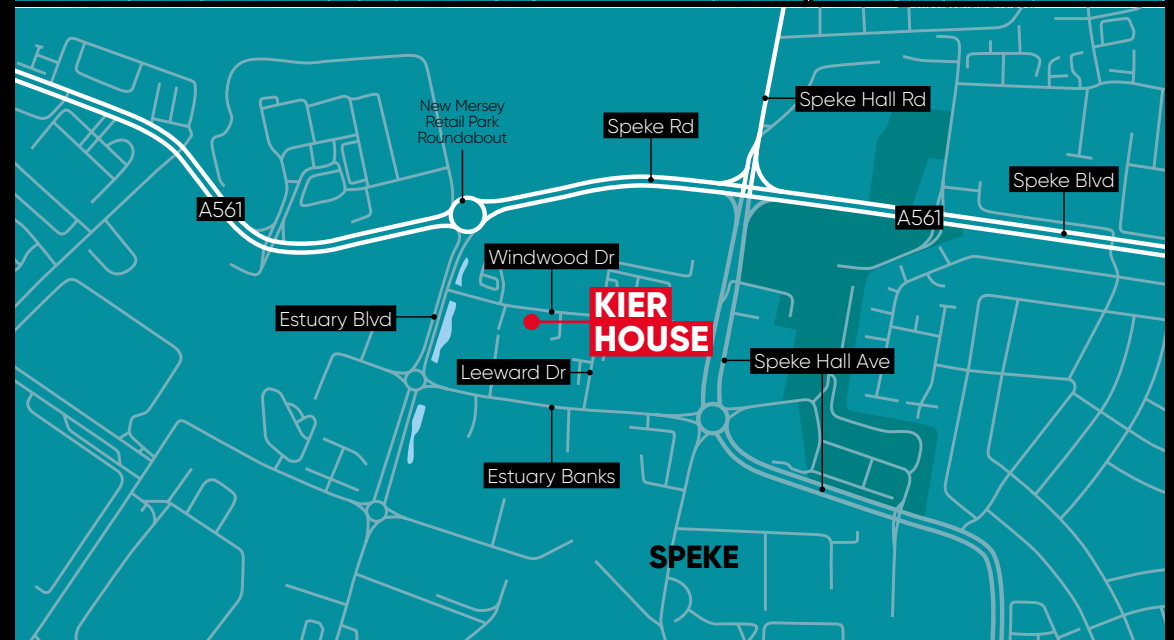 New Mersey
Retail Park
Roundabout
Speke Hall Rd
Speke Rd
Speke Blvd
A561
A561
Windwood Dr
KIER
HOUSE
Estuary Blvd
Leeward Dr
Speke Hall Ave
Estuary Banks
SPEKE